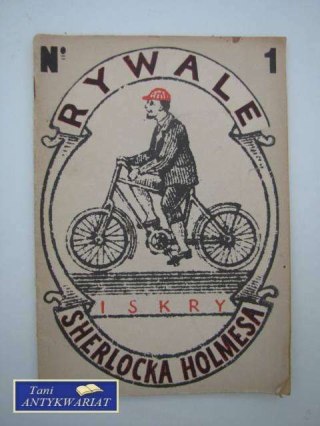 Nº 1
RYWALE
ISKRY
SHERLOCKA HOLMESA
Tani
ANTYKWARIAT